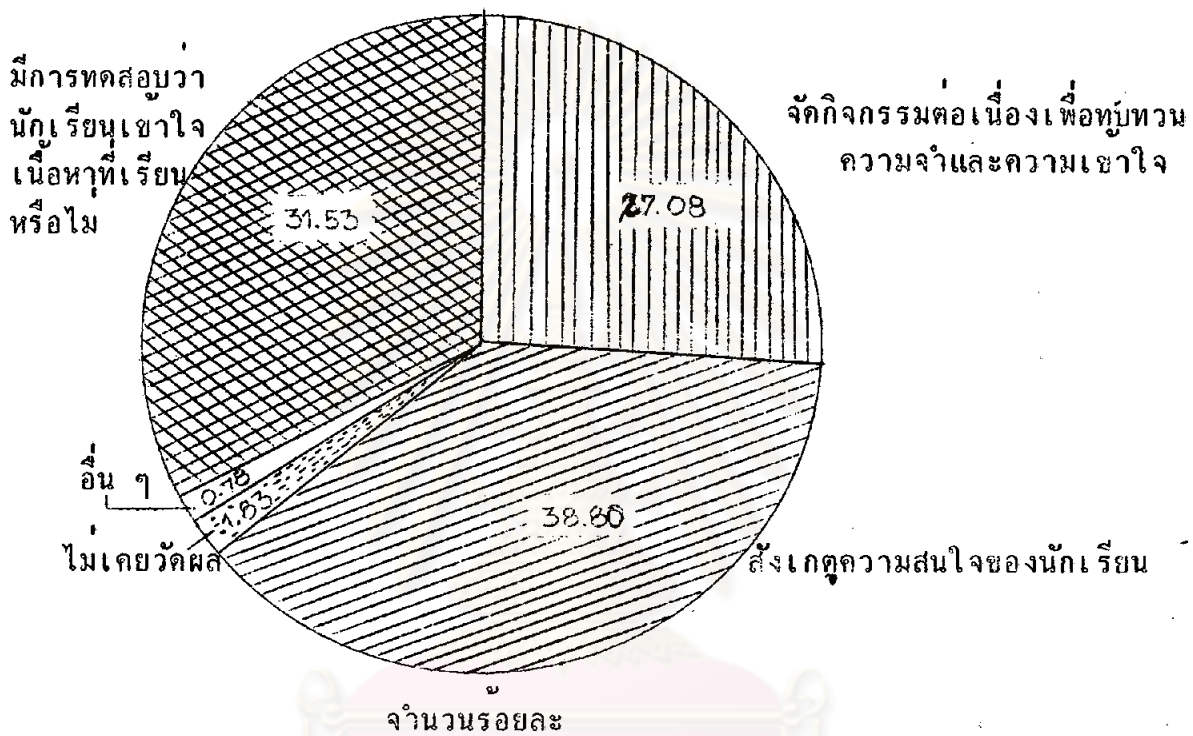 มีการทดสอบว่า
นักเรียนเข้าใจ
เนื้อหาที่เรียน
หรือไม่
31.53
27.08
จัดกิจกรรมต่อเนื่องเพื่อทบทวน
ความจำและความเข้าใจ
อื่น ๆ
0.78
1.83
ไม่เคยวัดผล
38.80
สังเกตุความสนใจของนักเรียน
จำนวนร้อยละ